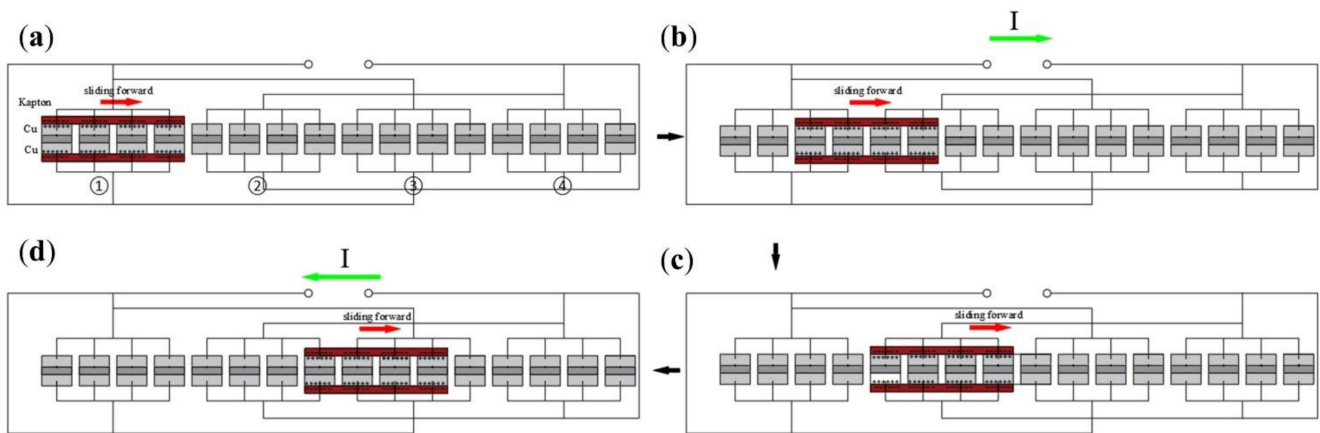 (a)
sliding forward
Kapton
Cu
Cu
① ② ③ ④
(b)
I
sliding forward
(d)
I
sliding forward
(c)
sliding forward